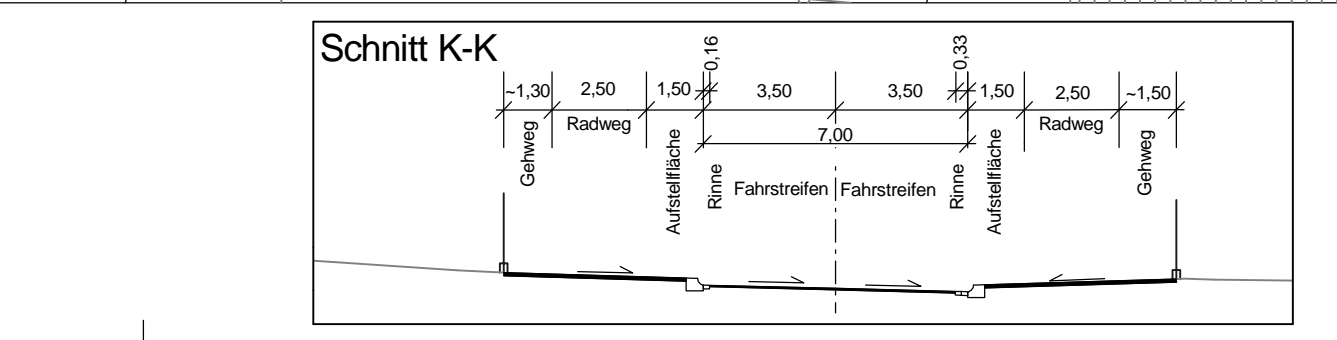 Schnitt K-K
0,16
0,33
~1,30
2,50
1,50
3,50
3,50
1,50
2,50
~1,50
Gehweg
Radweg
Aufstellfläche
7,00
Radweg
Gehweg
Rinne
Fahrstreifen
Fahrstreifen
Rinne
Aufstellfläche